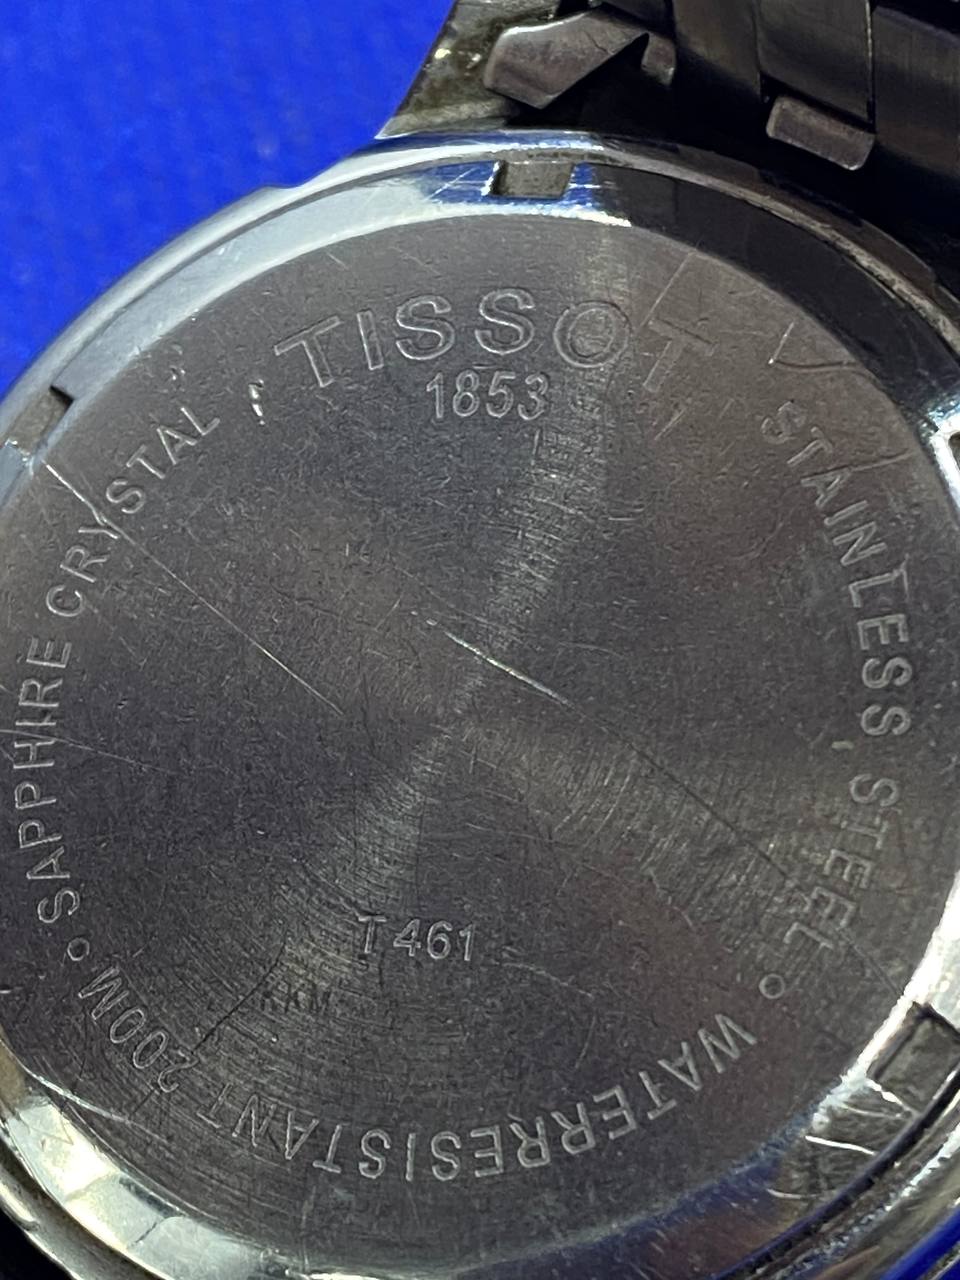 TISSOT
1853
STAINLESS STEEL
WATERRESISTANT 200M
SAPPHIRE CRYSTAL
T461